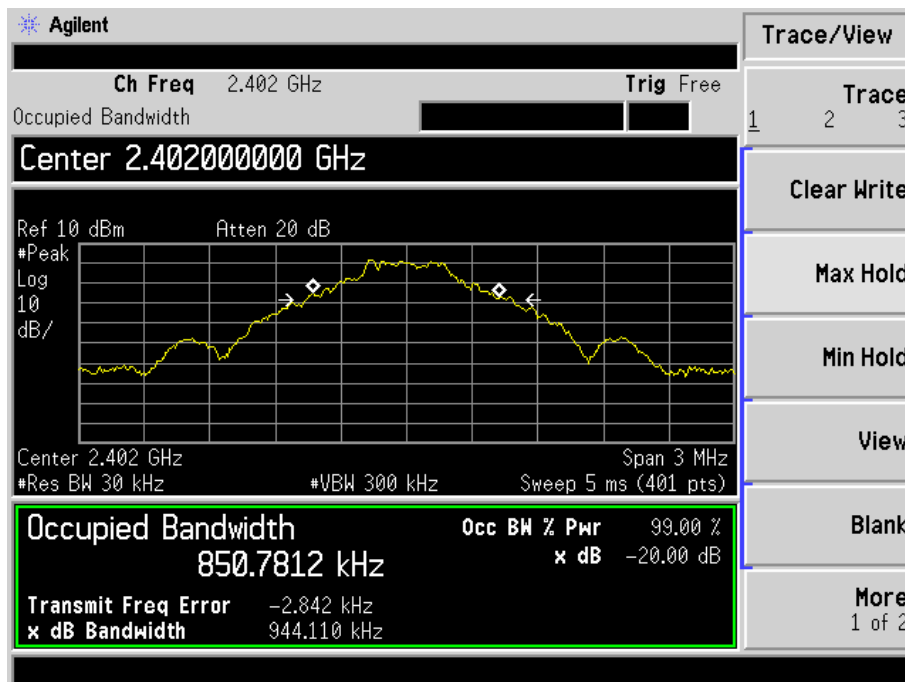 Agilent
Trace/View
Ch Freq 2.402 GHz Trig Free
Occupied Bandwidth
Trace
1 2 3
Center 2.402000000 GHz
Clear Write
Ref 10 dBm Atten 20 dB
#Peak
Log
10
dB/
Max Hold
Min Hold
View
Center 2.402 GHz Span 3 MHz
#Res BW 30 kHz #VBW 300 kHz Sweep 5 ms (401 pts)
Occupied Bandwidth
850.7812 kHz
Occ BW % Pwr 99.00 %
x dB -20.00 dB
Blank
Transmit Freq Error -2.842 kHz
x dB Bandwidth 944.110 kHz
More
1 of 2